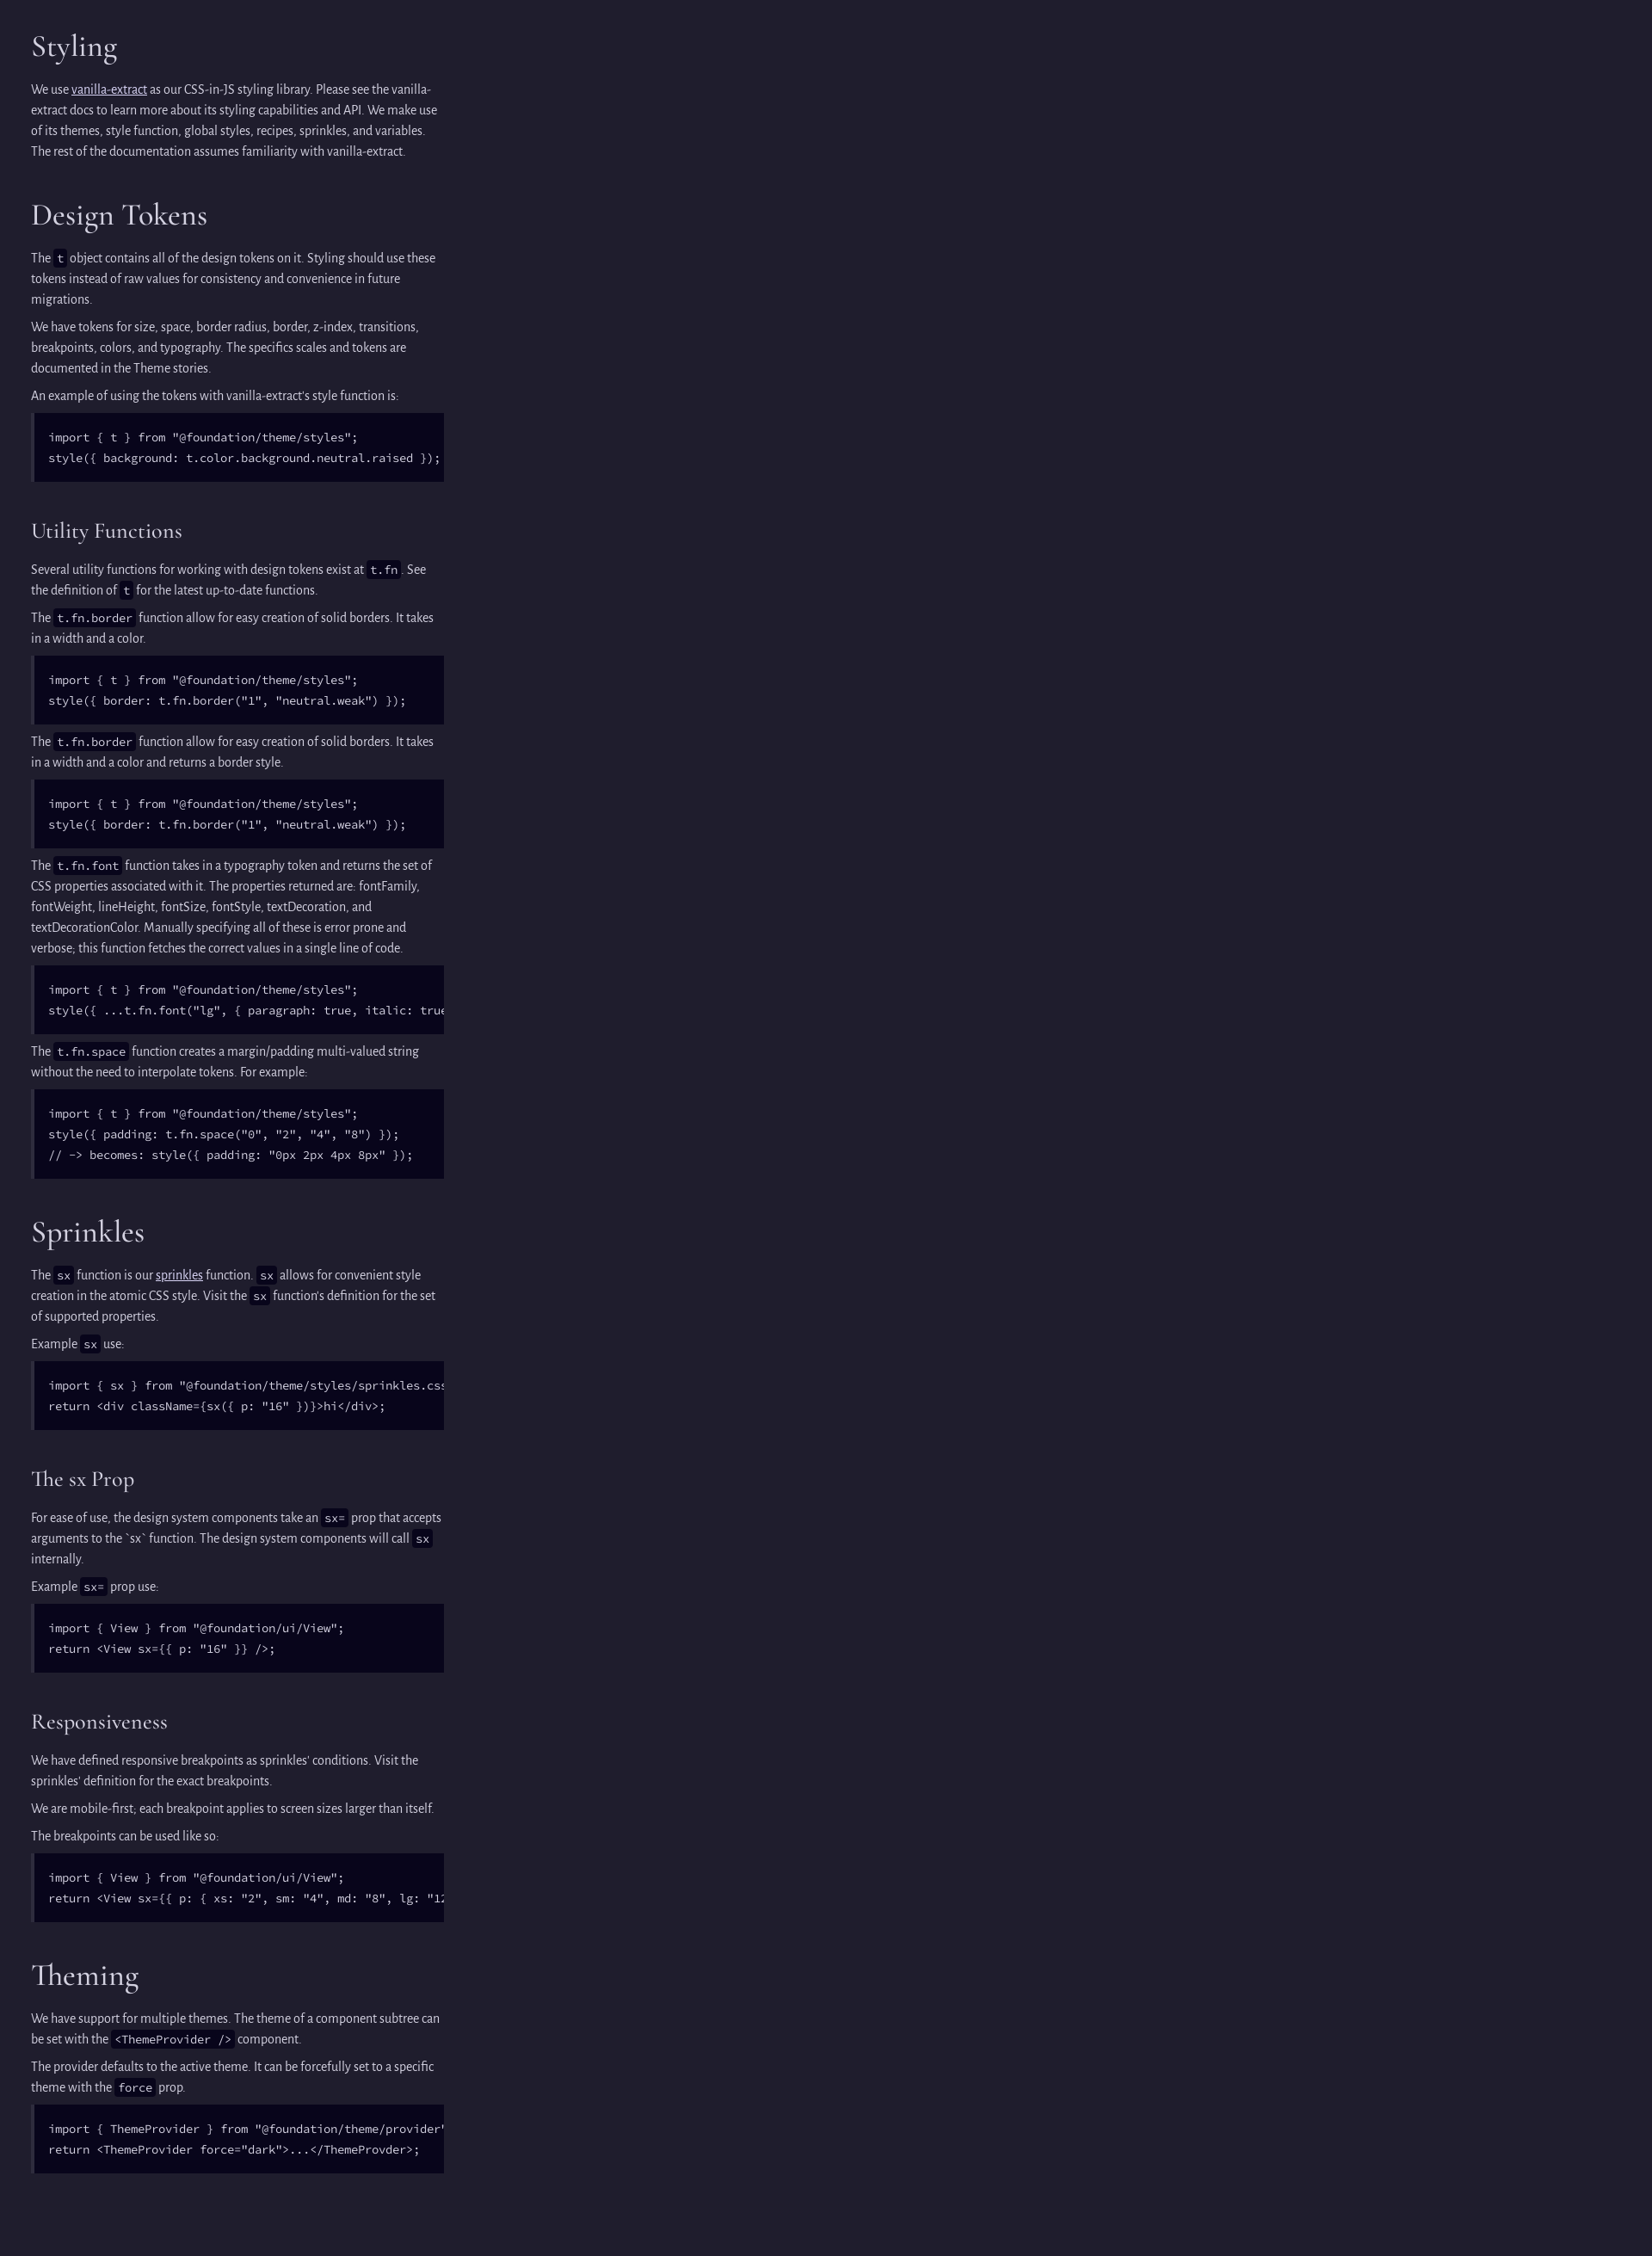 Styling
We use vanilla-extract as our CSS-in-JS styling library. Please see the vanilla-
extract docs to learn more about its styling capabilities and API. We make use
of its themes, style function, global styles, recipes, sprinkles, and variables.
The rest of the documentation assumes familiarity with vanilla-extract.
Design Tokens
The t object contains all of the design tokens on it. Styling should use these
tokens instead of raw values for consistency and convenience in future
migrations.
We have tokens for size, space, border radius, border, z-index, transitions,
breakpoints, colors, and typography. The specifics scales and tokens are
documented in the Theme stories.
An example of using the tokens with vanilla-extract's style function is:
import { t } from "@foundation/theme/styles";
style({ background: t.color.background.neutral.raised });
Utility Functions
Several utility functions for working with design tokens exist at t.fn. See
the definition of t for the latest up-to-date functions.
The t.fn.border function allow for easy creation of solid borders. It takes
in a width and a color.
import { t } from "@foundation/theme/styles";
style({ border: t.fn.border("1", "neutral.weak") });
The t.fn.border function allow for easy creation of solid borders. It takes
in a width and a color and returns a border style.
import { t } from "@foundation/theme/styles";
style({ border: t.fn.border("1", "neutral.weak") });
The t.fn.font function takes in a typography token and returns the set of
CSS properties associated with it. The properties returned are: fontFamily,
fontWeight, lineHeight, fontSize, fontStyle, textDecoration, and
textDecorationColor. Manually specifying all of these is error prone and
verbose; this function fetches the correct values in a single line of code.
import { t } from "@foundation/theme/styles";
style({ ...t.fn.font("lg", { paragraph: true, italic: true
The t.fn.space function creates a margin/padding multi-valued string
without the need to interpolate tokens. For example:
import { t } from "@foundation/theme/styles";
style({ padding: t.fn.space("0", "2", "4", "8") });
// -> becomes: style({ padding: "0px 2px 4px 8px" });
Sprinkles
The sx function is our sprinkles function. sx allows for convenient style
creation in the atomic CSS style. Visit the sx function's definition for the set
of supported properties.
Example sx use:
import { sx } from "@foundation/theme/styles/sprinkles.css
return <div className={sx({ p: "16" })}>hi</div>;
The sx Prop
For ease of use, the design system components take an sx= prop that accepts
arguments to the `sx` function. The design system components will call sx
internally.
Example sx= prop use:
import { View } from "@foundation/ui/View";
return <View sx={{ p: "16" }} />;
Responsiveness
We have defined responsive breakpoints as sprinkles' conditions. Visit the
sprinkles' definition for the exact breakpoints.
We are mobile-first; each breakpoint applies to screen sizes larger than itself.
The breakpoints can be used like so:
import { View } from "@foundation/ui/View";
return <View sx={{ p: { xs: "2", sm: "4", md: "8", lg: "12
Theming
We have support for multiple themes. The theme of a component subtree can
be set with the <ThemeProvider /> component.
The provider defaults to the active theme. It can be forcefully set to a specific
theme with the force prop.
import { ThemeProvider } from "@foundation/theme/provider"
return <ThemeProvider force="dark">...</ThemeProvder>;